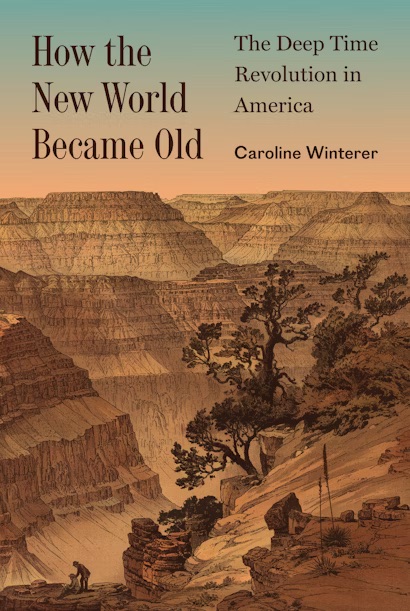 How the
New World
Became Old
The Deep Time
Revolution in
America
Caroline Winterer